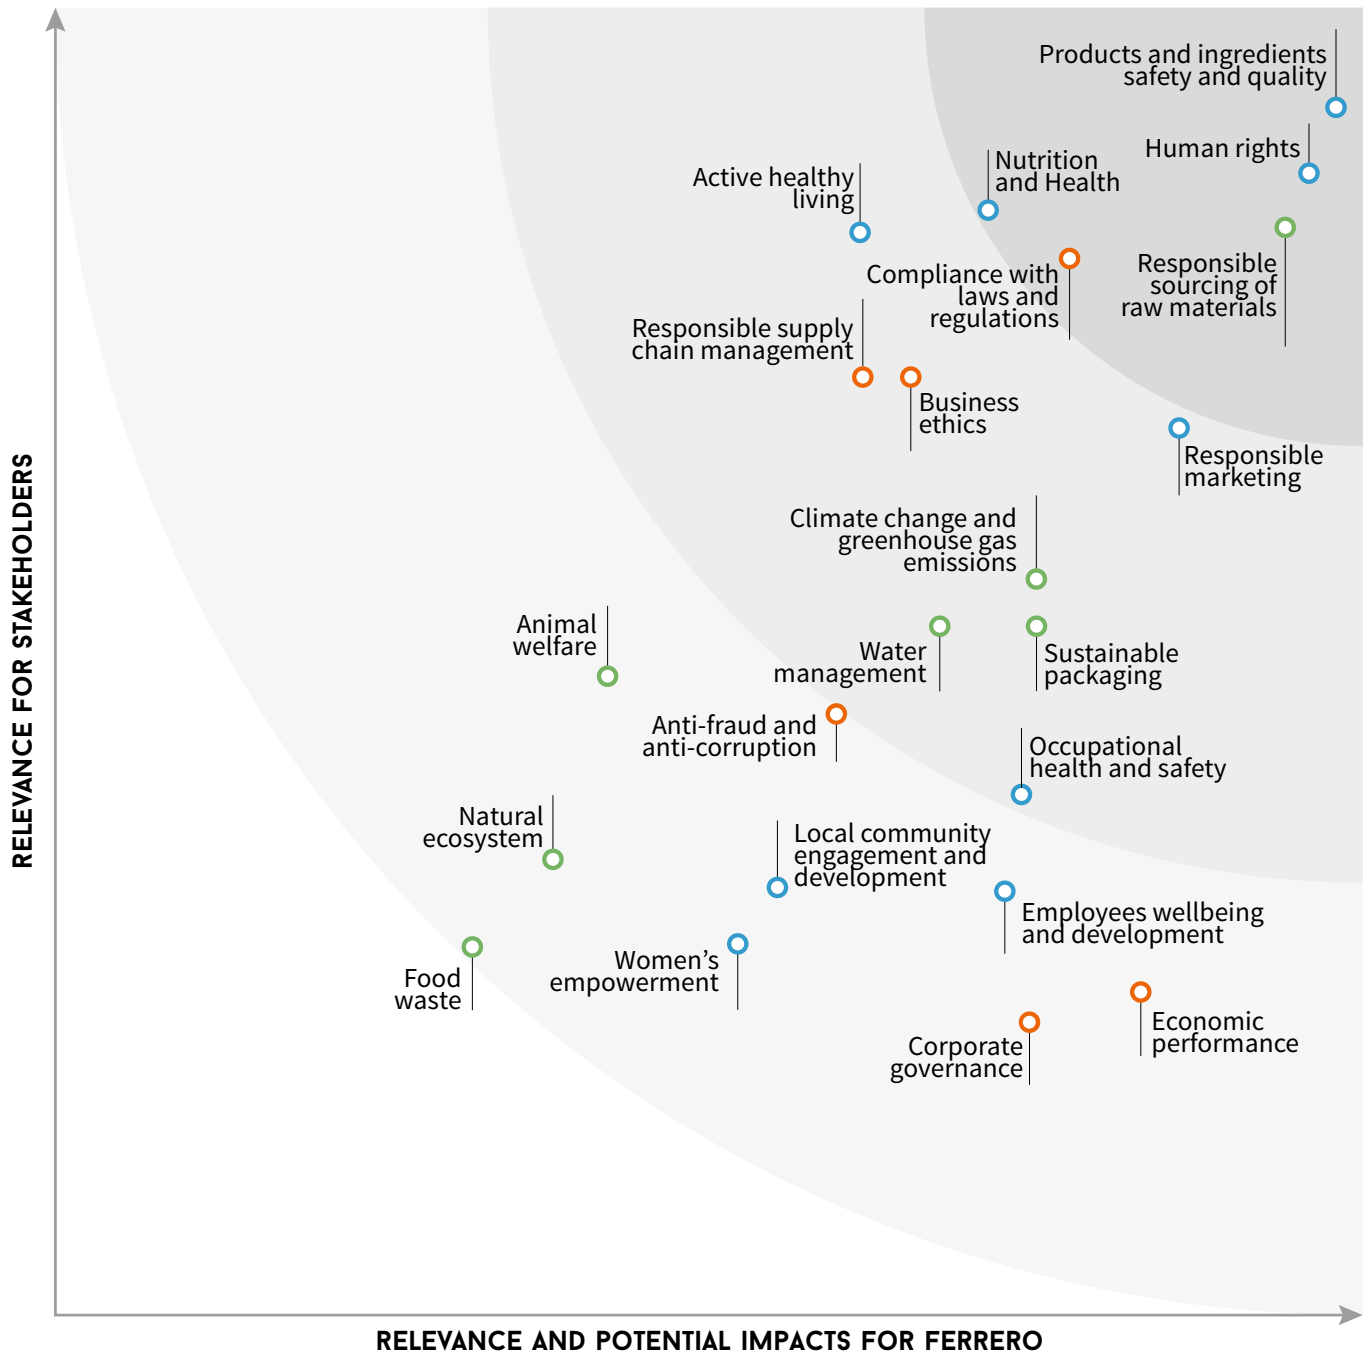 Products and ingredients
safety and quality
Human rights
Nutrition
and Health
Active healthy
living
Compliance with
laws and
regulations
Responsible
sourcing of
raw materials
Responsible supply
chain management
Business
ethics
Responsible
marketing
Climate change and
greenhouse gas
emissions
Animal
welfare
Water
management
Sustainable
packaging
Anti-fraud and
anti-corruption
Occupational
health and safety
Natural
ecosystem
Local community
engagement and
development
Employees wellbeing
and development
Women’s
empowerment
Food
waste
Economic
performance
Corporate
governance
RELEVANCE FOR STAKEHOLDERS
RELEVANCE AND POTENTIAL IMPACTS FOR FERRERO